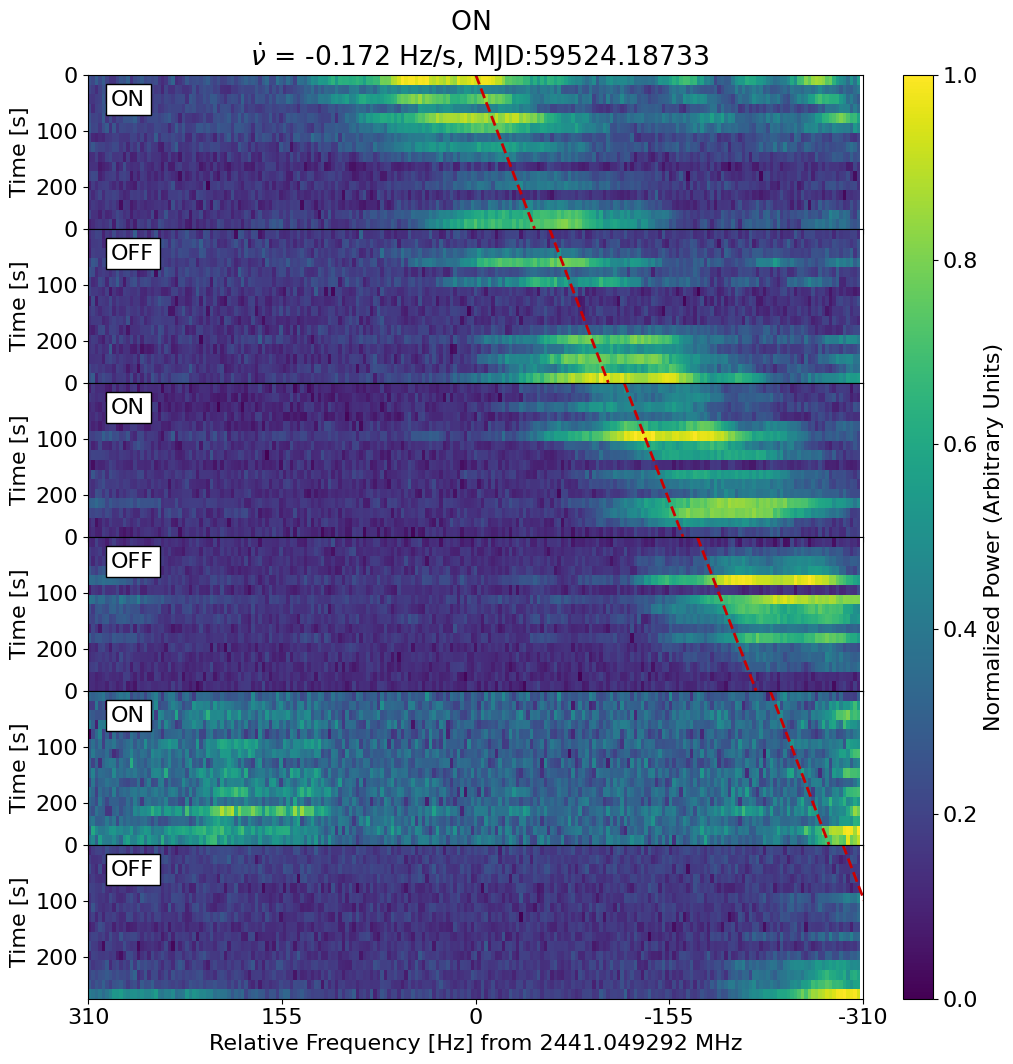 ON
ν̇ = -0.172 Hz/s, MJD:59524.18733
0
ON
100
200
Time [s]
0
OFF
100
200
Time [s]
0
ON
100
200
Time [s]
0
OFF
100
200
Time [s]
0
ON
100
200
Time [s]
0
OFF
100
200
Time [s]
310 155 0 -155 -310
Relative Frequency [Hz] from 2441.049292 MHz
1.0
0.8
0.6
0.4
0.2
0.0
Normalized Power (Arbitrary Units)